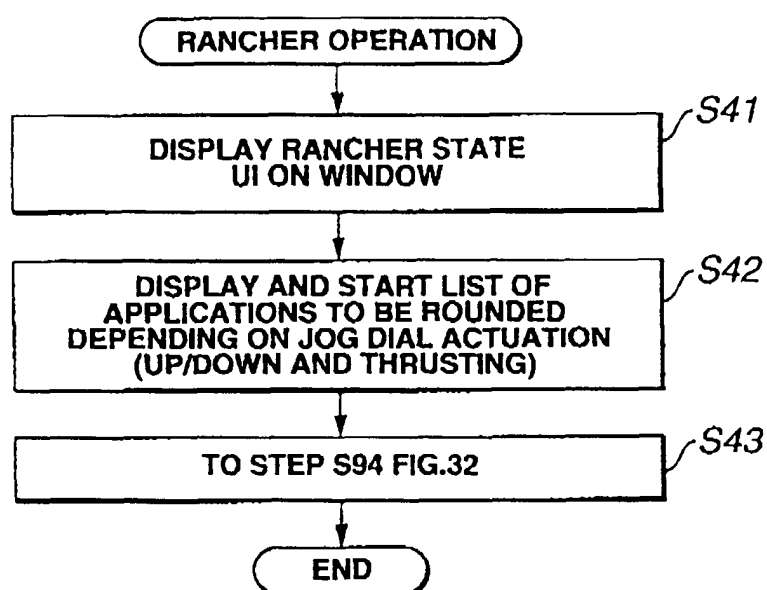 RANCHER OPERATION
S41
DISPLAY RANCHER STATE
UI ON WINDOW
S42
DISPLAY AND START LIST OF
APPLICATIONS TO BE ROUNDED
DEPENDING ON JOG DIAL ACTUATION
(UP/DOWN AND THRUSTING)
S43
TO STEP S94 FIG.32
END